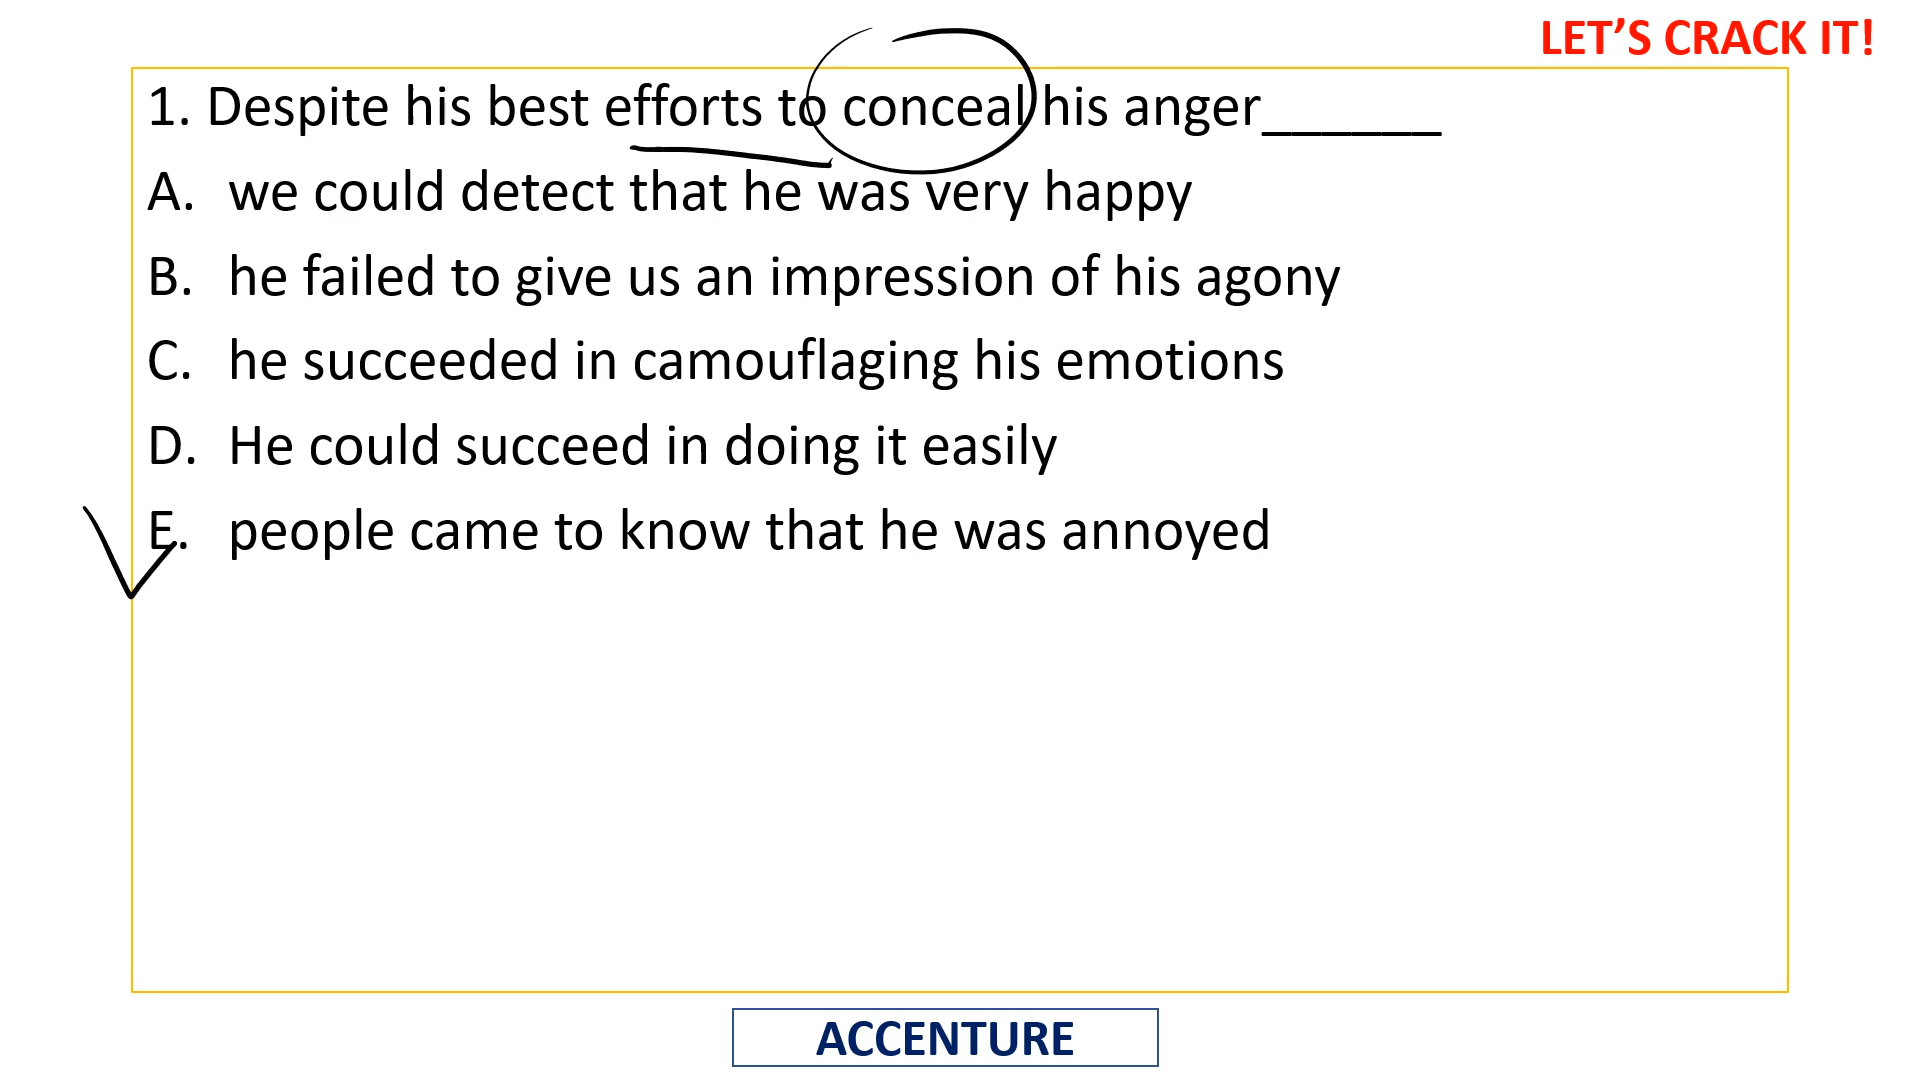 LET’S CRACK IT!
1. Despite his best efforts to conceal his anger______
A. we could detect that he was very happy
B. he failed to give us an impression of his agony
C. he succeeded in camouflaging his emotions
D. He could succeed in doing it easily
E. people came to know that he was annoyed
ACCENTURE